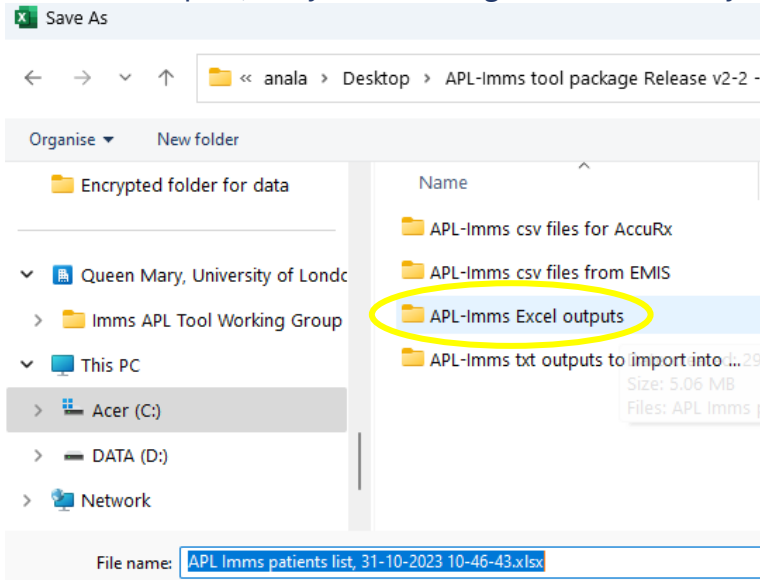 Save As
« anala › Desktop › APL-Imms tool package Release v2-2 -
Organise New folder
Encrypted folder for data
Queen Mary, University of Londo
Imms APL Tool Working Group
This PC
Acer (C:)
DATA (D:)
Network
Name
APL-Imms csv files for AccuRx
APL-Imms csv files from EMIS
APL-Imms Excel outputs
APL-Imms txt outputs to import into ...
Size: 5.06 MB
Files: APL Imms p
File name: APL Imms patients list, 31-10-2023 10-46-43.xlsx